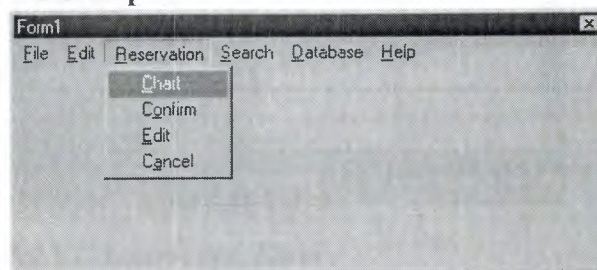 Form1
File Edit Reservation Search Database Help
Chart
Confirm
Edit
Cancel